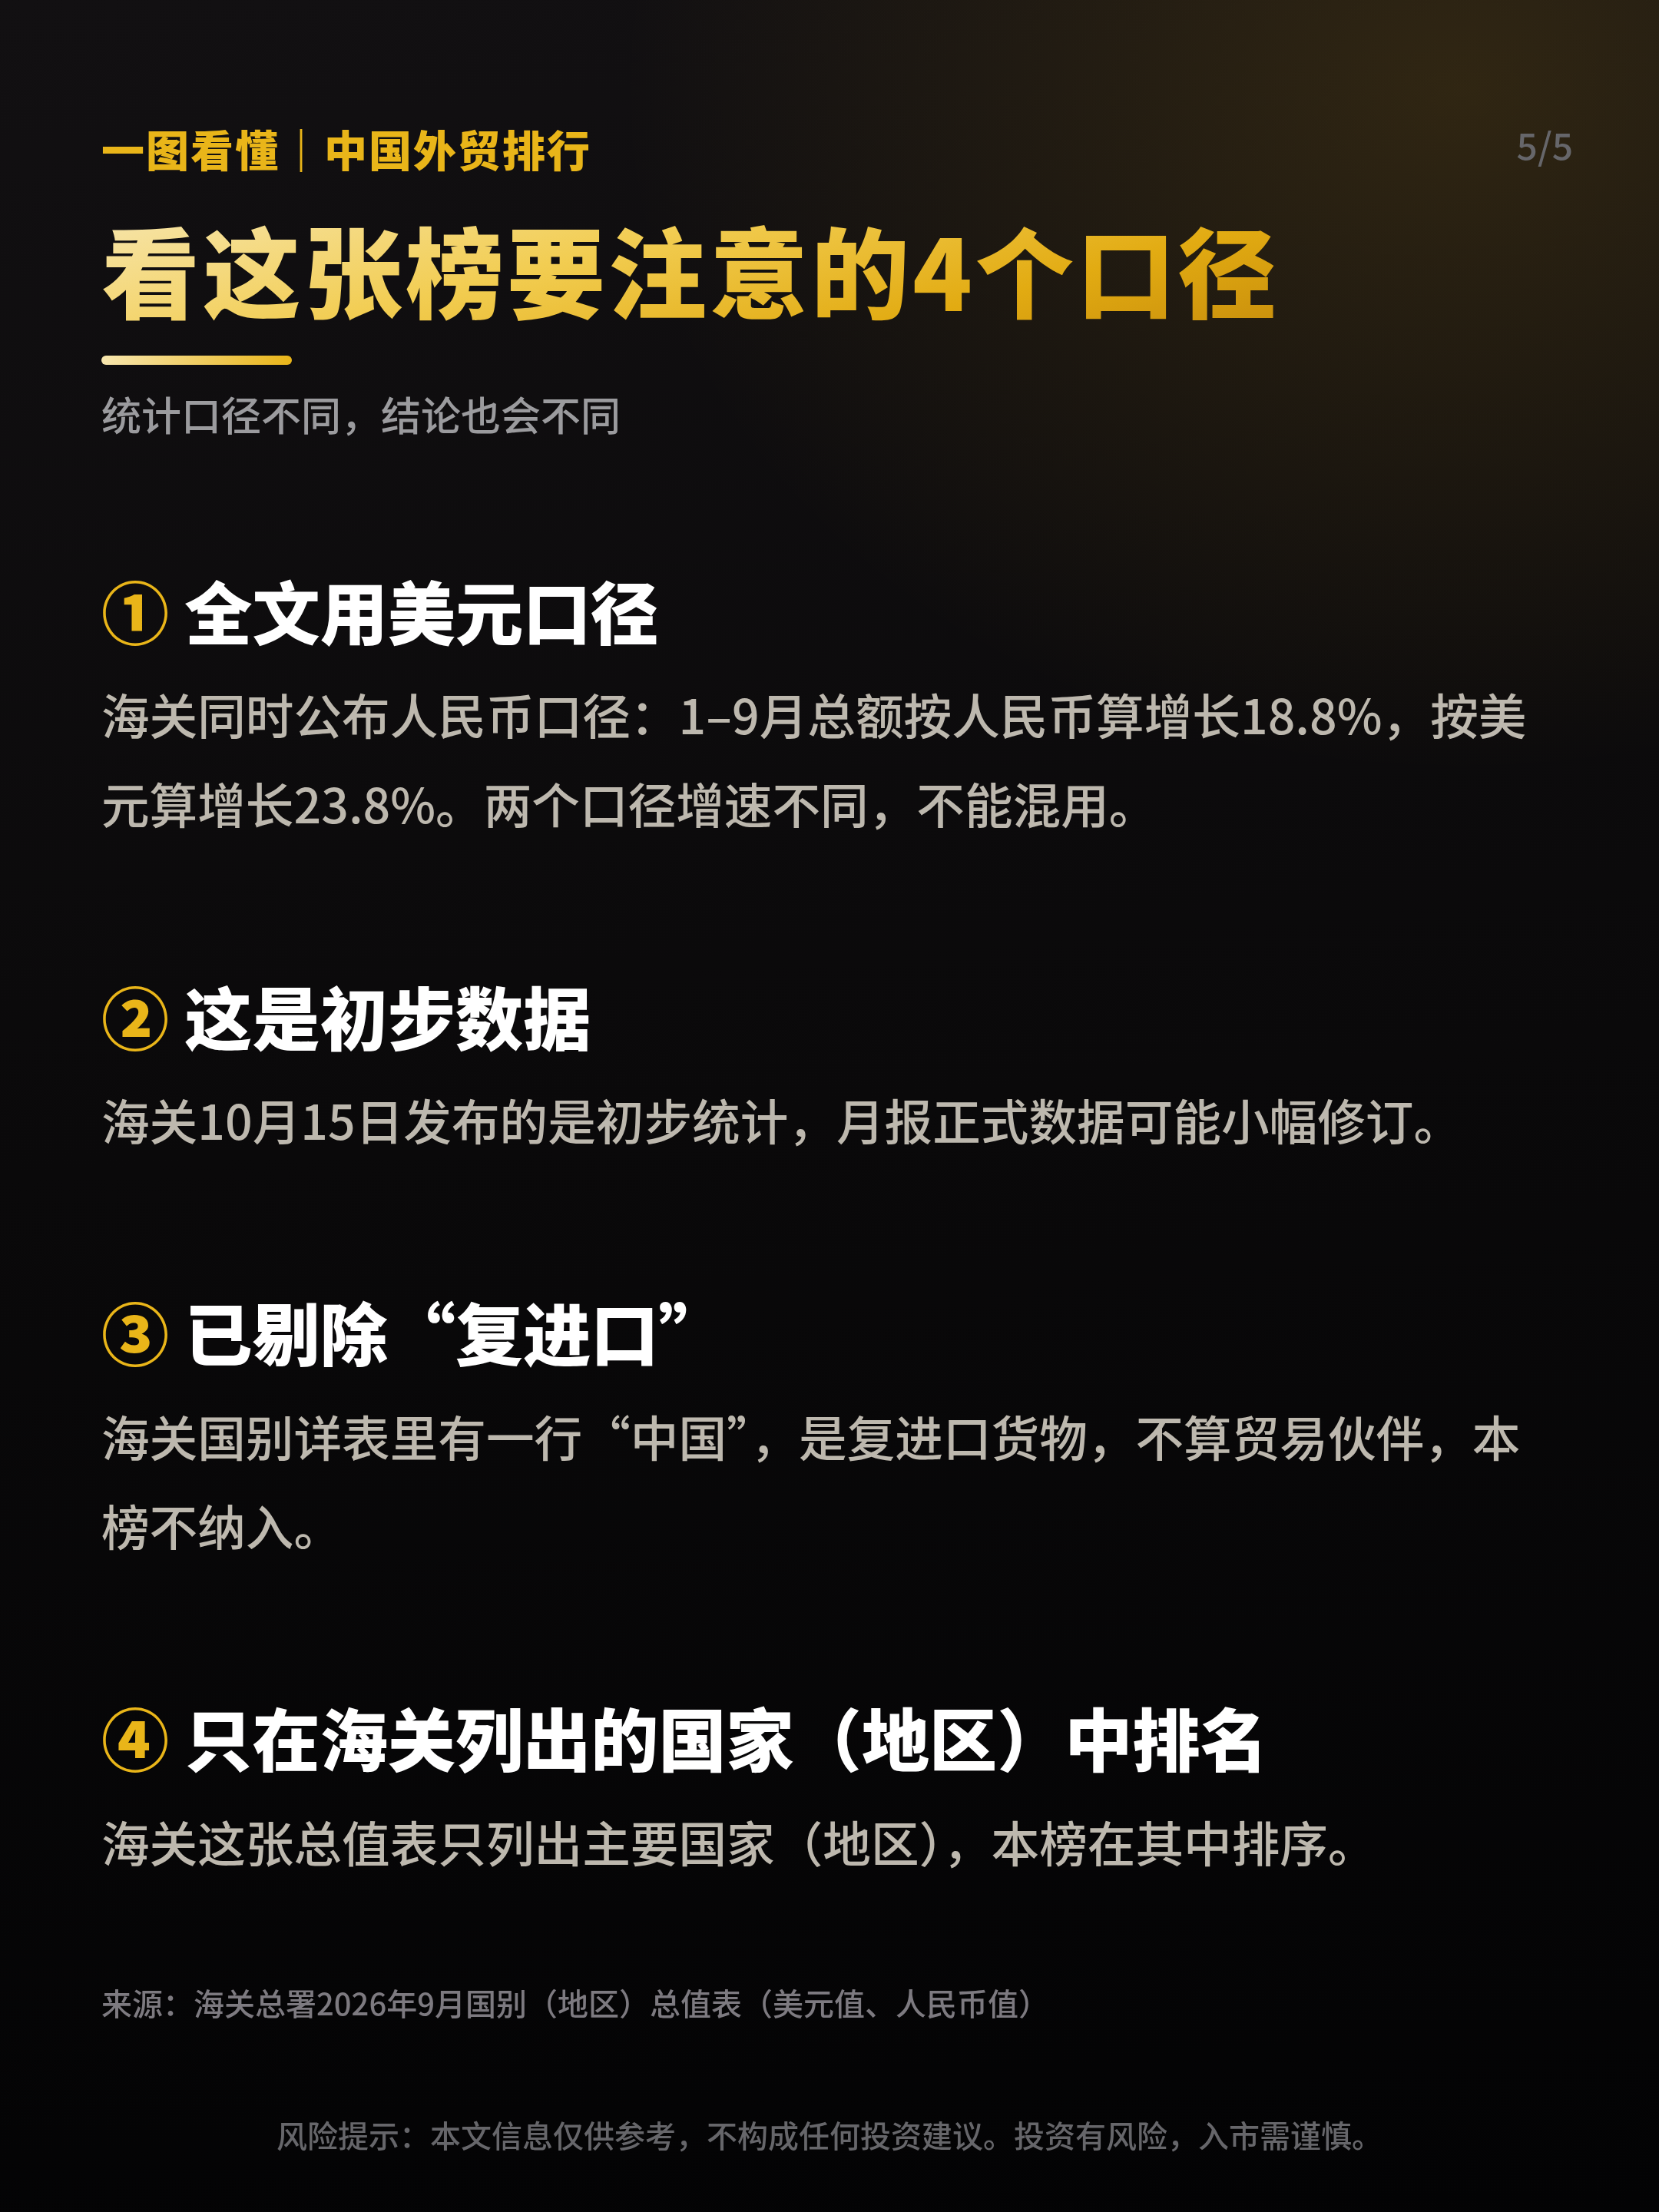 一图看懂｜中国外贸排行
5/5
看这张榜要注意的4个口径
统计口径不同，结论也会不同
① 全文用美元口径
海关同时公布人民币口径：1–9月总额按人民币算增长18.8%，按美
元算增长23.8%。两个口径增速不同，不能混用。
② 这是初步数据
海关10月15日发布的是初步统计，月报正式数据可能小幅修订。
③ 已剔除“复进口”
海关国别详表里有一行“中国”，是复进口货物，不算贸易伙伴，本
榜不纳入。
④ 只在海关列出的国家（地区）中排名
海关这张总值表只列出主要国家（地区），本榜在其中排序。
来源：海关总署2026年9月国别（地区）总值表（美元值、人民币值）
风险提示：本文信息仅供参考，不构成任何投资建议。投资有风险，入市需谨慎。